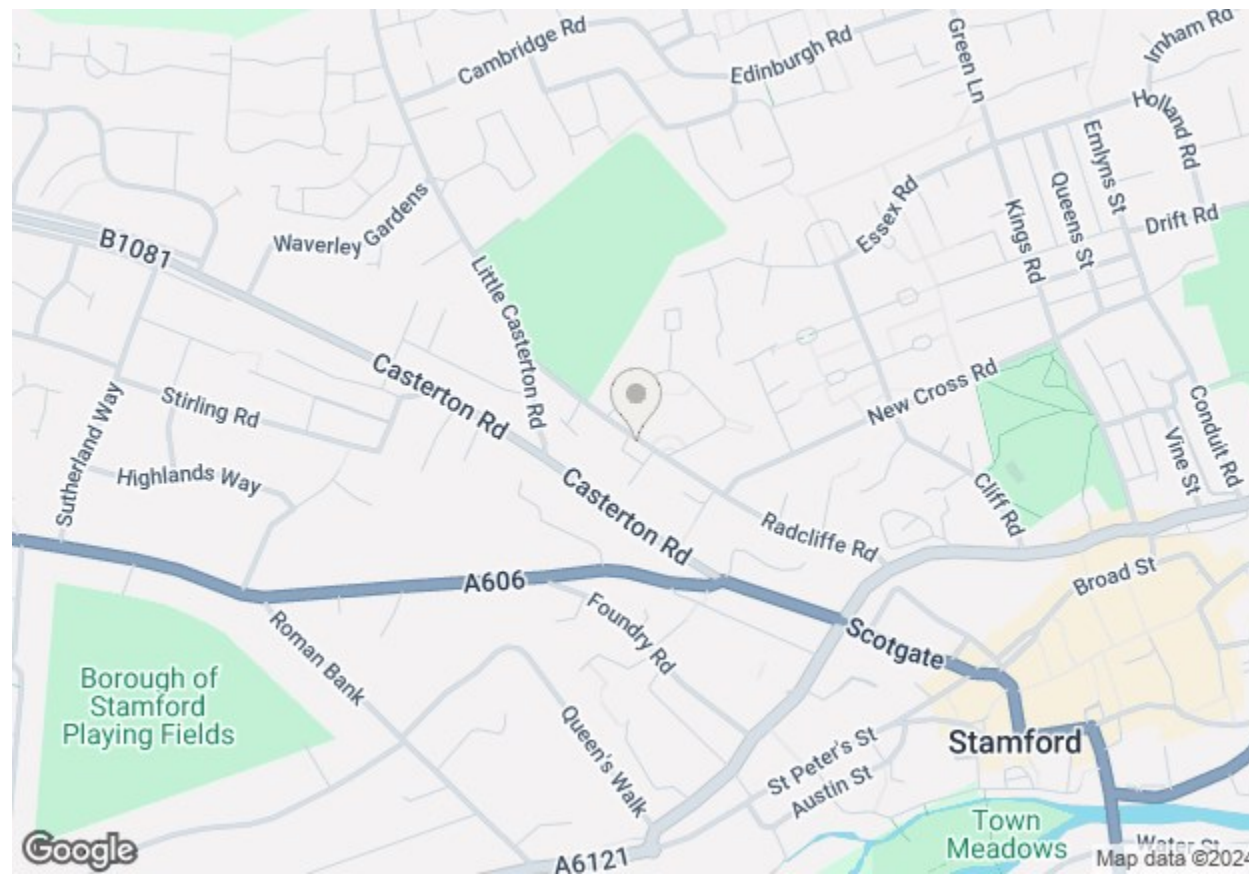 Cambridge Rd
Edinburgh Rd
Green Ln
Irnham Rd
Holland Rd
Emlyns St
Queens St
Kings Rd
Essex Rd
Drift Rd
Waverley Gardens
B1081
Little Casterton Rd
Casterton Rd
Stirling Rd
Sutherland Way
Highlands Way
New Cross Rd
Conduit Rd
Vine St
Cliff Rd
Casterton Rd
Radcliffe Rd
A606
Broad St
Foundry Rd
Scotgate
Roman Bank
Borough of
Stamford
Playing Fields
Queen's Walk
St Peter's St
Austin St
Stamford
Town
Meadows
Water St
A6121
Google
Map data ©2024